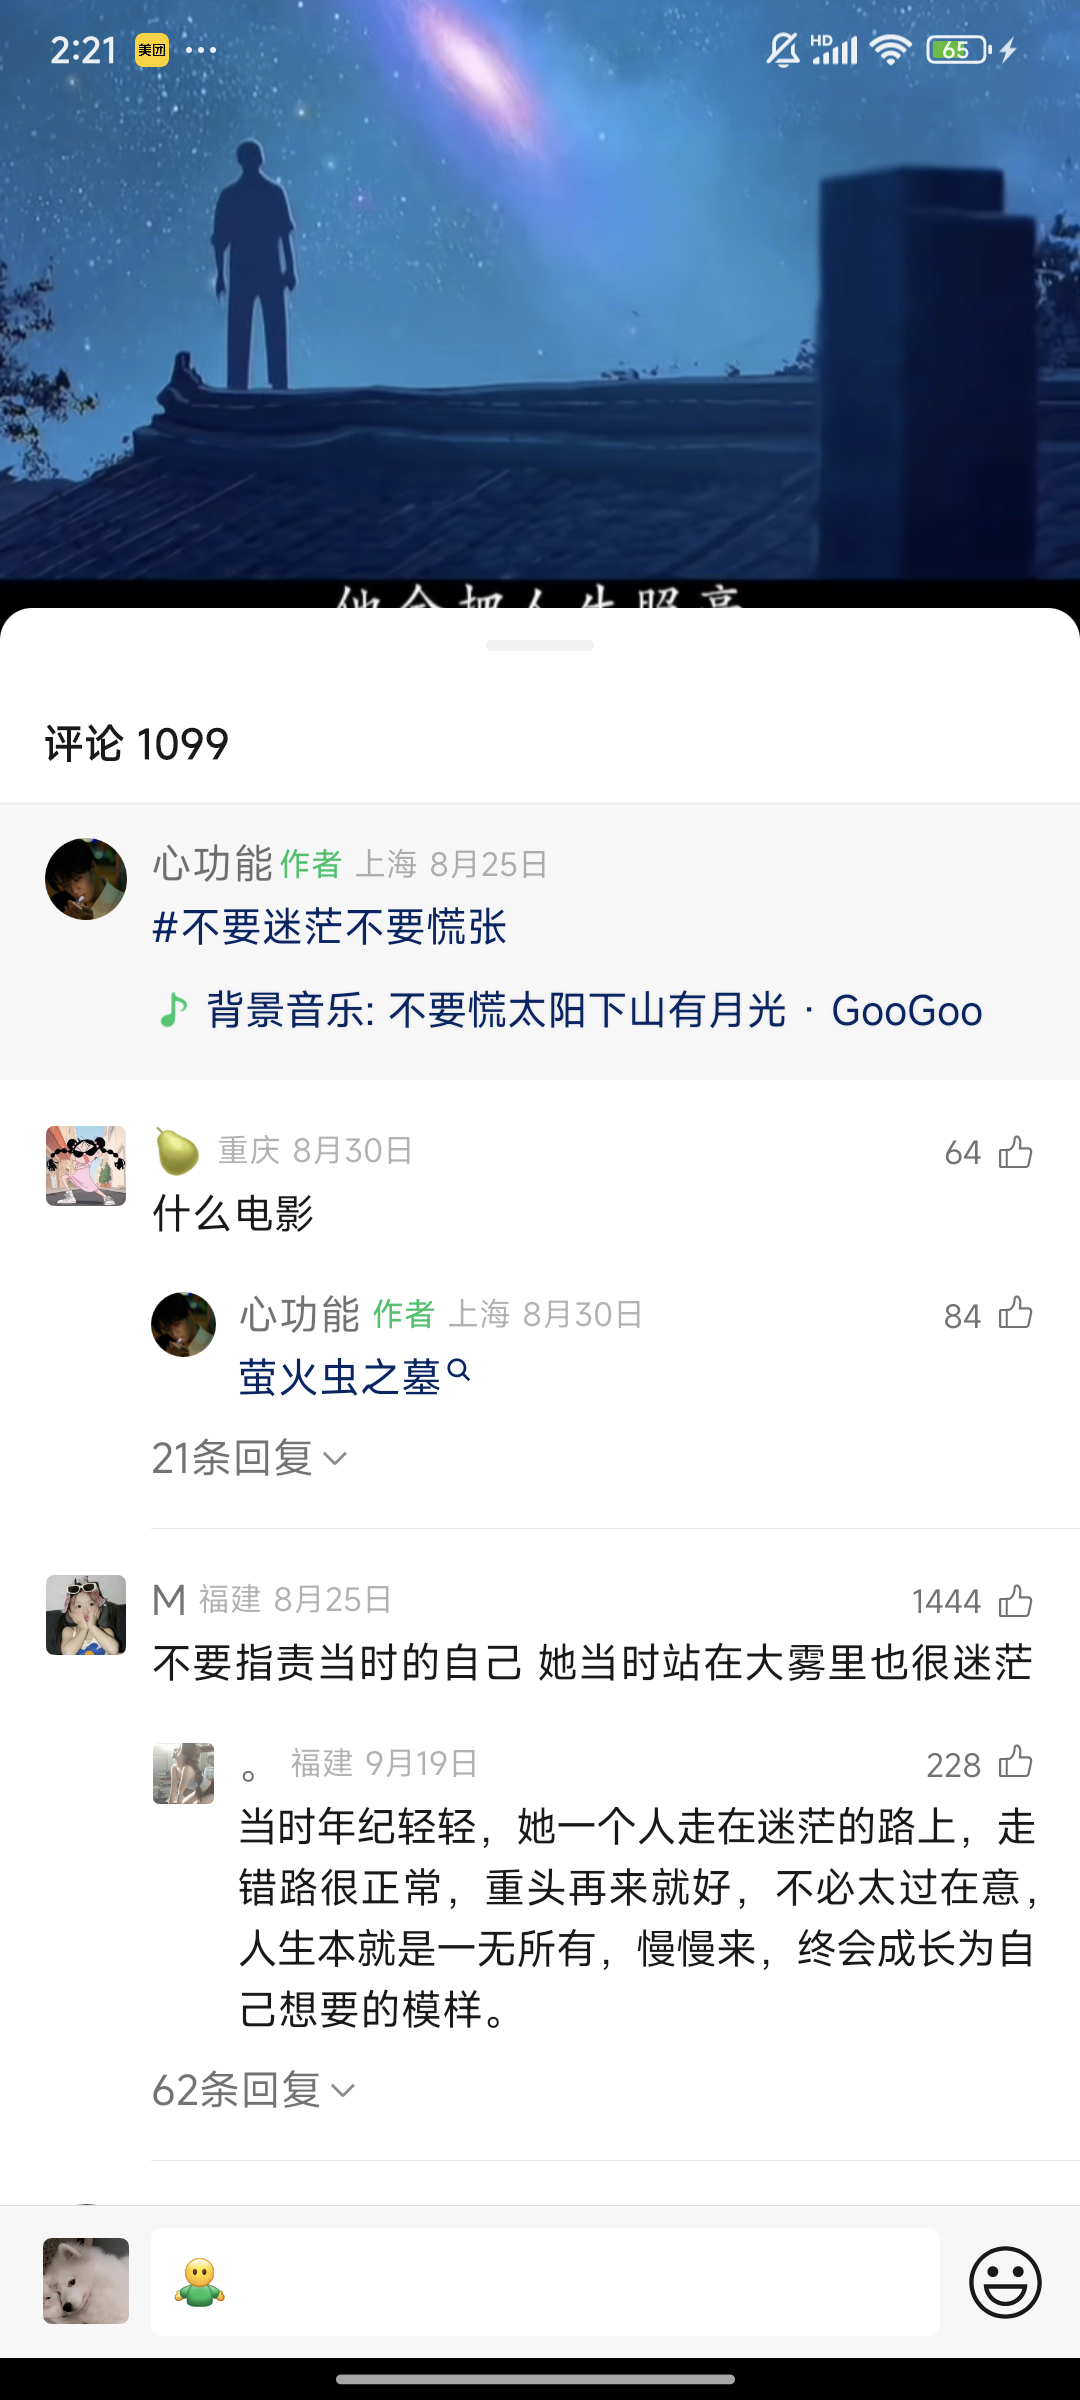 2:21 美团 ... HD 65
他会把人生照亮
评论 1099
心功能 作者 上海 8月25日
#不要迷茫不要慌张
背景音乐: 不要慌太阳下山有月光 · GooGoo
重庆 8月30日 64
什么电影
心功能 作者 上海 8月30日 84
萤火虫之墓
21条回复
M 福建 8月25日 1444
不要指责当时的自己 她当时站在大雾里也很迷茫
。 福建 9月19日 228
当时年纪轻轻，她一个人走在迷茫的路上，走
错路很正常，重头再来就好，不必太过在意，
人生本就是一无所有，慢慢来，终会成长为自
己想要的模样。
62条回复